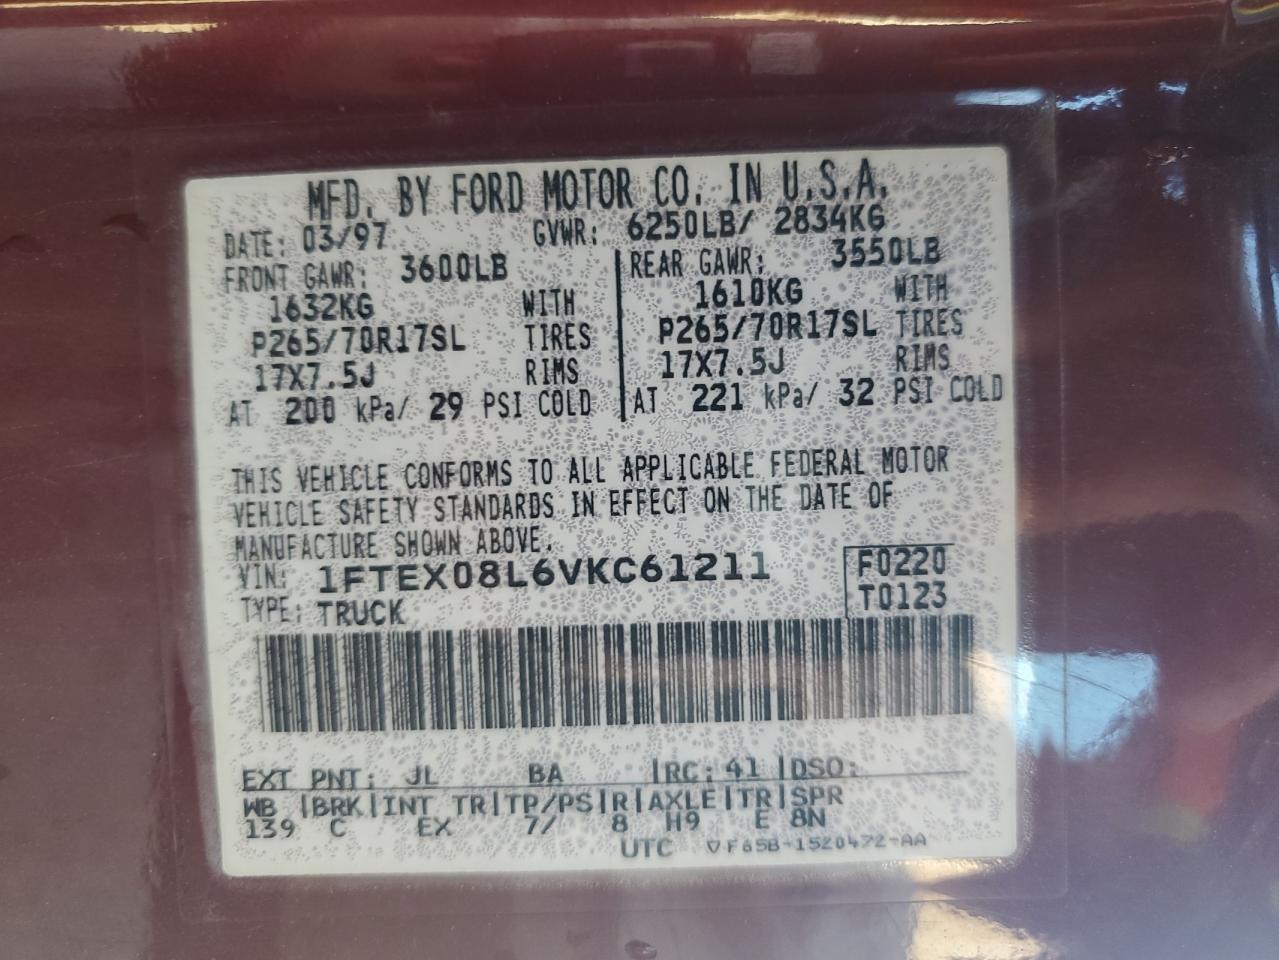 MFD. BY FORD MOTOR CO. IN U.S.A.
DATE: 03/97 GVWR: 6250LB/ 2834KG
FRONT GAWR: 3600LB REAR GAWR: 3550LB
1632KG WITH 1610KG WITH
P265/70R17SL TIRES P265/70R17SL TIRES
17X7.5J RIMS 17X7.5J RIMS
AT 200 kPa/ 29 PSI COLD AT 221 kPa/ 32 PSI COLD
THIS VEHICLE CONFORMS TO ALL APPLICABLE FEDERAL MOTOR
VEHICLE SAFETY STANDARDS IN EFFECT ON THE DATE OF
MANUFACTURE SHOWN ABOVE.
VIN: 1FTEX08L6VKC61211 F0220
TYPE: TRUCK T0123
EXT PNT: JL BA |RC: 41 |DSO:
WB |BRK|INT TR|TP/PS|R|AXLE|TR|SPR
139 C EX 7/ 8 H9 E 8N
UTC ▽F65B-1520472-AA